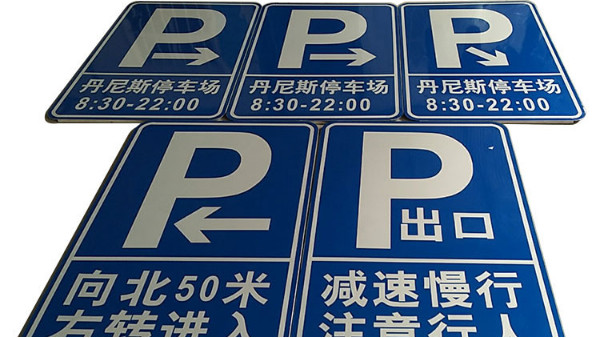 P
丹尼斯停车场
8:30-22:00
P
丹尼斯停车场
8:30-22:00
P
丹尼斯停车场
8:30-22:00
P
向北50米
右转进入
P
出口
减速慢行
注意行人